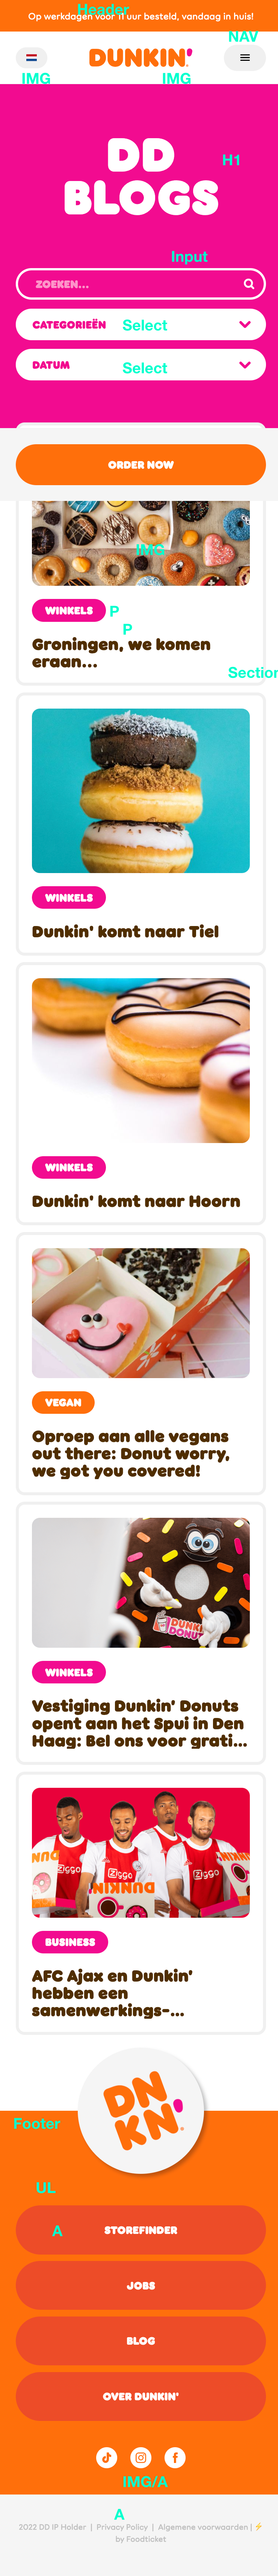 Header
Op werkdagen voor 11 uur besteld, vandaag in huis!
NAV
DUNKIN'
IMG
IMG
DD
BLOGS
H1
Input
ZOEKEN...
CATEGORIEËN
Select
DATUM
Select
ORDER NOW
IMG
WINKELS
P
P
Groningen, we komen
eraan...
Section
WINKELS
Dunkin' komt naar Tiel
WINKELS
Dunkin' komt naar Hoorn
VEGAN
Oproep aan alle vegans
out there: Donut worry,
we got you covered!
DUNKIN'
DONUTS
WINKELS
Vestiging Dunkin' Donuts
opent aan het Spui in Den
Haag: Bel ons voor grati...
ZIGGO
ZIGGO
DUNKIN'
BUSINESS
AFC Ajax en Dunkin'
hebben een
samenwerkings-...
DN
KN'
Footer
UL
A
STOREFINDER
JOBS
BLOG
OVER DUNKIN'
IMG/A
A
2022 DD IP Holder | Privacy Policy | Algemene voorwaarden | ⚡
by Foodticket